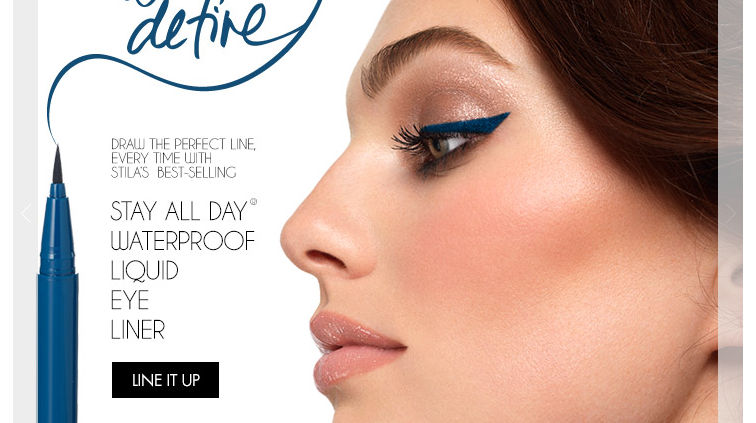 define
DRAW THE PERFECT LINE,
EVERY TIME WITH
STILA'S BEST-SELLING
STAY ALL DAY®
WATERPROOF
LIQUID
EYE
LINER
LINE IT UP